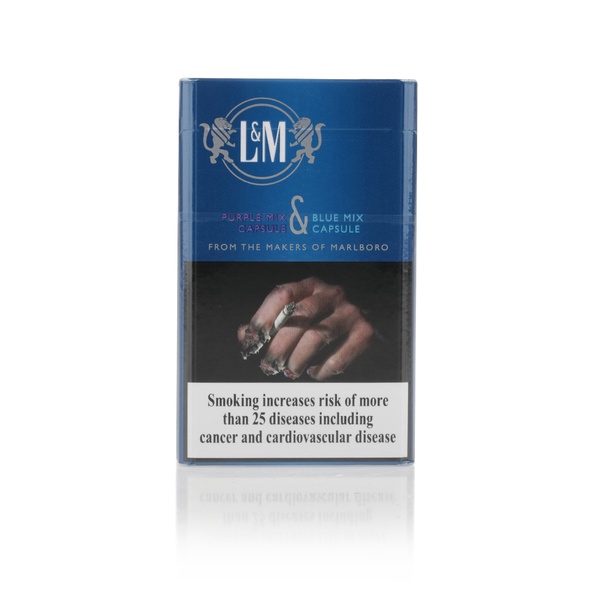 L&M
PURPLE MIX & BLUE MIX
CAPSULE CAPSULE
FROM THE MAKERS OF MARLBORO
Smoking increases risk of more
than 25 diseases including
cancer and cardiovascular disease